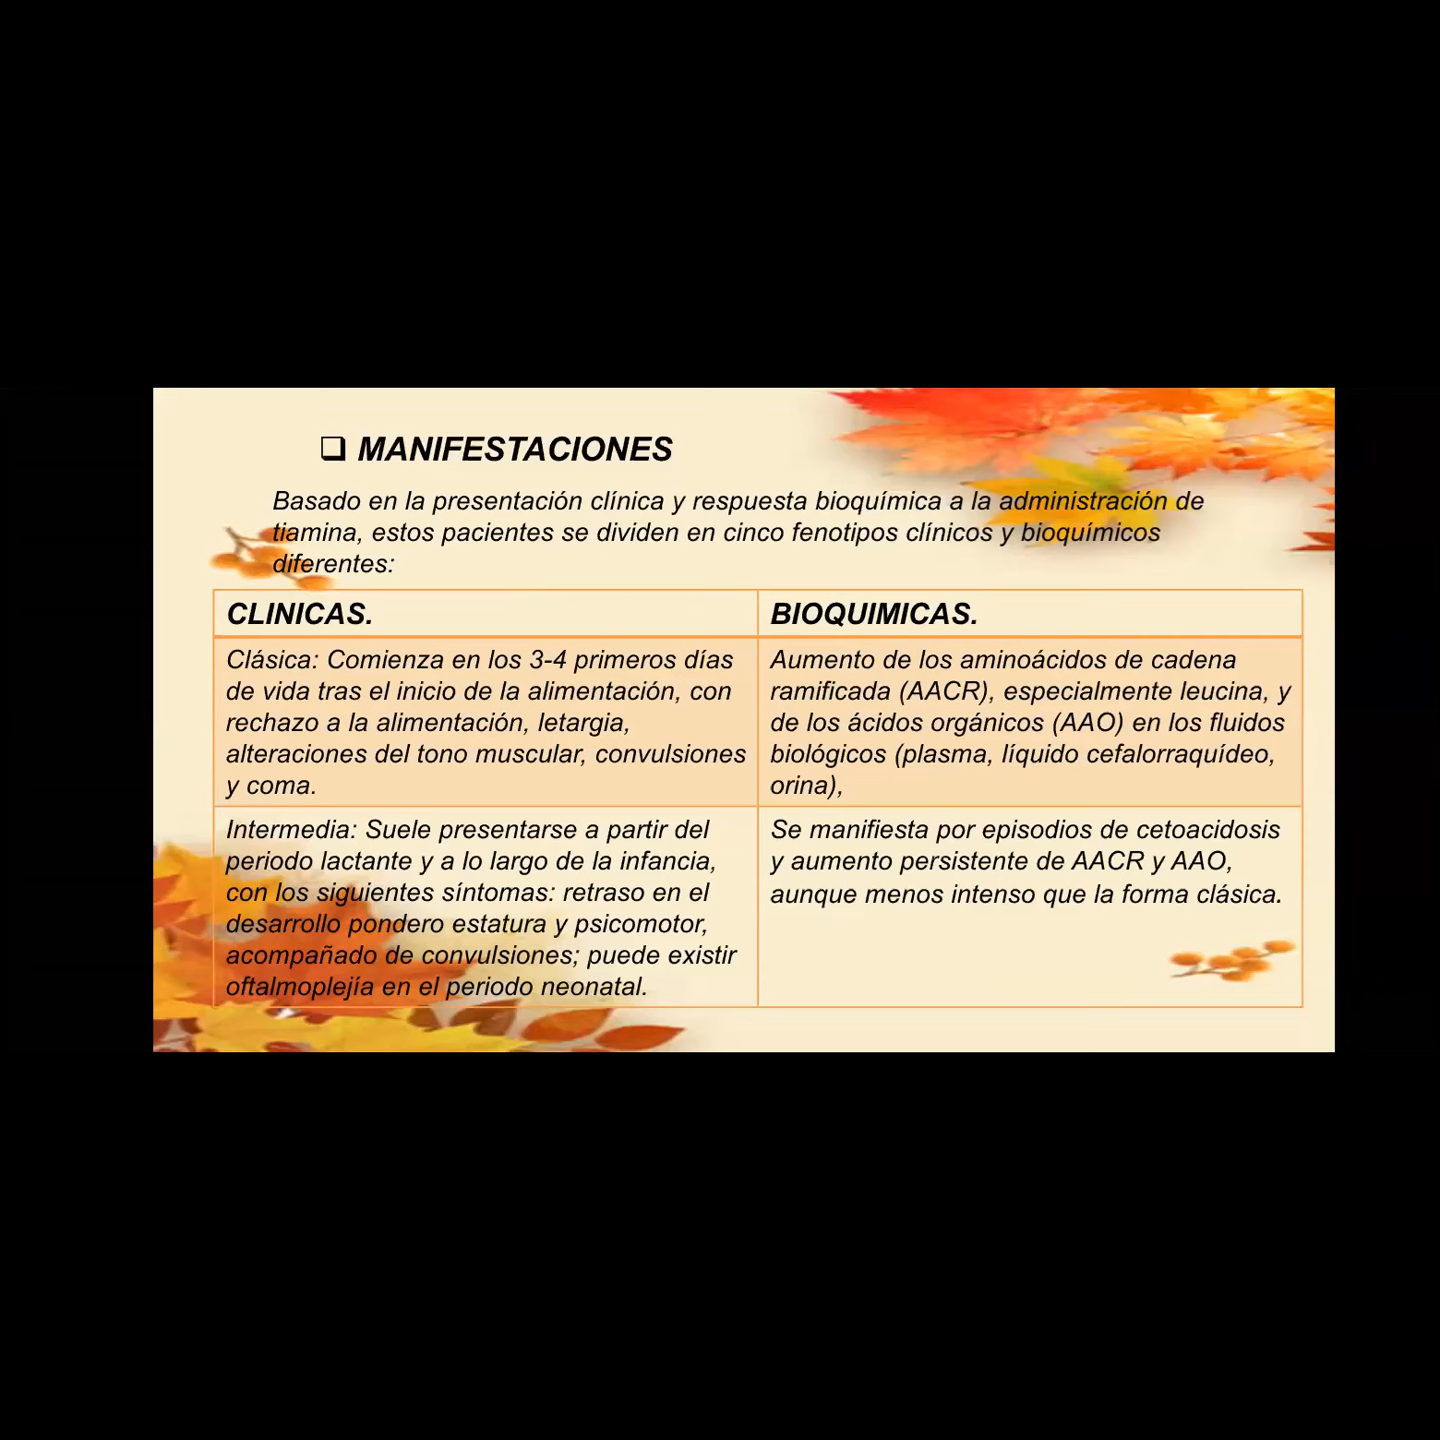 ❑ MANIFESTACIONES
Basado en la presentación clínica y respuesta bioquímica a la administración de
tiamina, estos pacientes se dividen en cinco fenotipos clínicos y bioquímicos
diferentes:
CLINICAS.
BIOQUIMICAS.
Clásica: Comienza en los 3-4 primeros días
de vida tras el inicio de la alimentación, con
rechazo a la alimentación, letargia,
alteraciones del tono muscular, convulsiones
y coma.
Aumento de los aminoácidos de cadena
ramificada (AACR), especialmente leucina, y
de los ácidos orgánicos (AAO) en los fluidos
biológicos (plasma, líquido cefalorraquídeo,
orina),
Intermedia: Suele presentarse a partir del
periodo lactante y a lo largo de la infancia,
con los siguientes síntomas: retraso en el
desarrollo pondero estatura y psicomotor,
acompañado de convulsiones; puede existir
oftalmoplejía en el periodo neonatal.
Se manifiesta por episodios de cetoacidosis
y aumento persistente de AACR y AAO,
aunque menos intenso que la forma clásica.